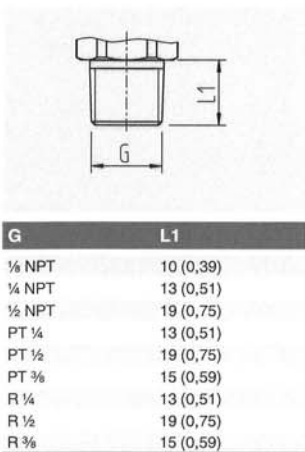 L1
G
G L1
⅛ NPT 10 (0,39)
¼ NPT 13 (0,51)
½ NPT 19 (0,75)
PT ¼ 13 (0,51)
PT ½ 19 (0,75)
PT ⅜ 15 (0,59)
R ¼ 13 (0,51)
R ½ 19 (0,75)
R ⅜ 15 (0,59)